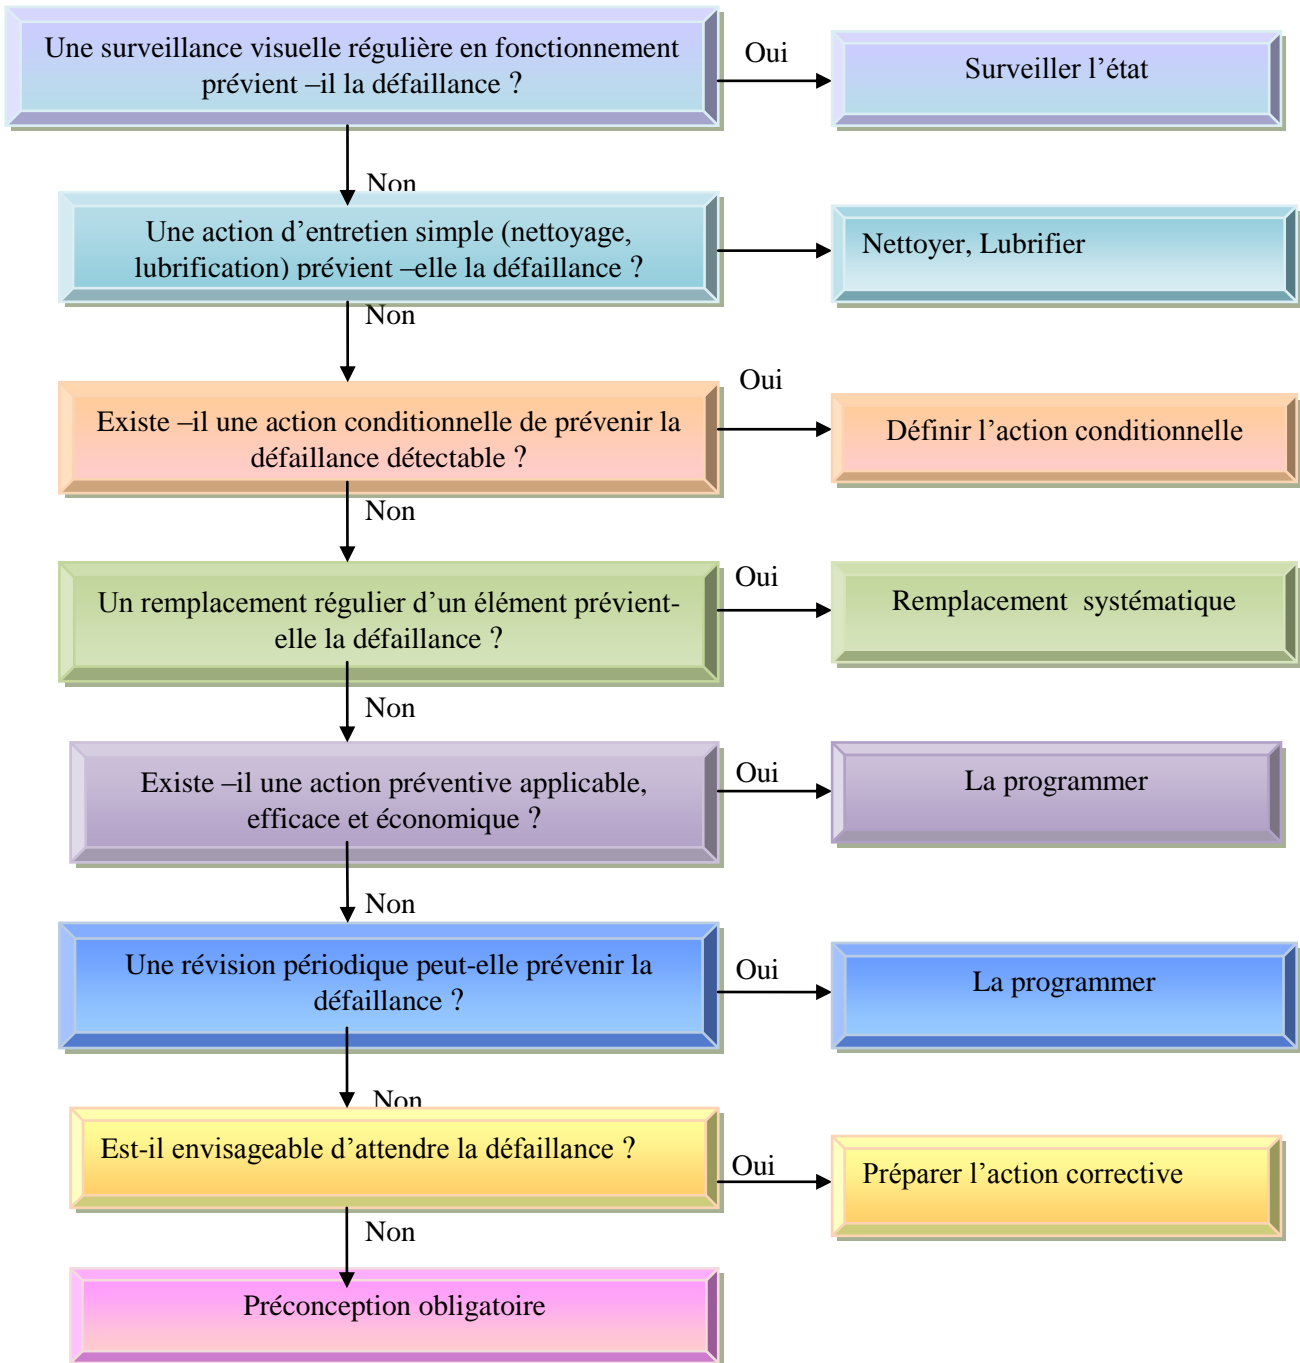 Une surveillance visuelle régulière en fonctionnement
prévient –il la défaillance ?
Oui
Surveiller l’état
Non
Une action d’entretien simple (nettoyage,
lubrification) prévient –elle la défaillance ?
Nettoyer, Lubrifier
Non
Existe –il une action conditionnelle de prévenir la
défaillance détectable ?
Oui
Définir l’action conditionnelle
Non
Un remplacement régulier d’un élément prévient-
elle la défaillance ?
Oui
Remplacement systématique
Non
Existe –il une action préventive applicable,
efficace et économique ?
Oui
La programmer
Non
Une révision périodique peut-elle prévenir la
défaillance ?
Oui
La programmer
Non
Est-il envisageable d’attendre la défaillance ?
Oui
Préparer l’action corrective
Non
Préconception obligatoire